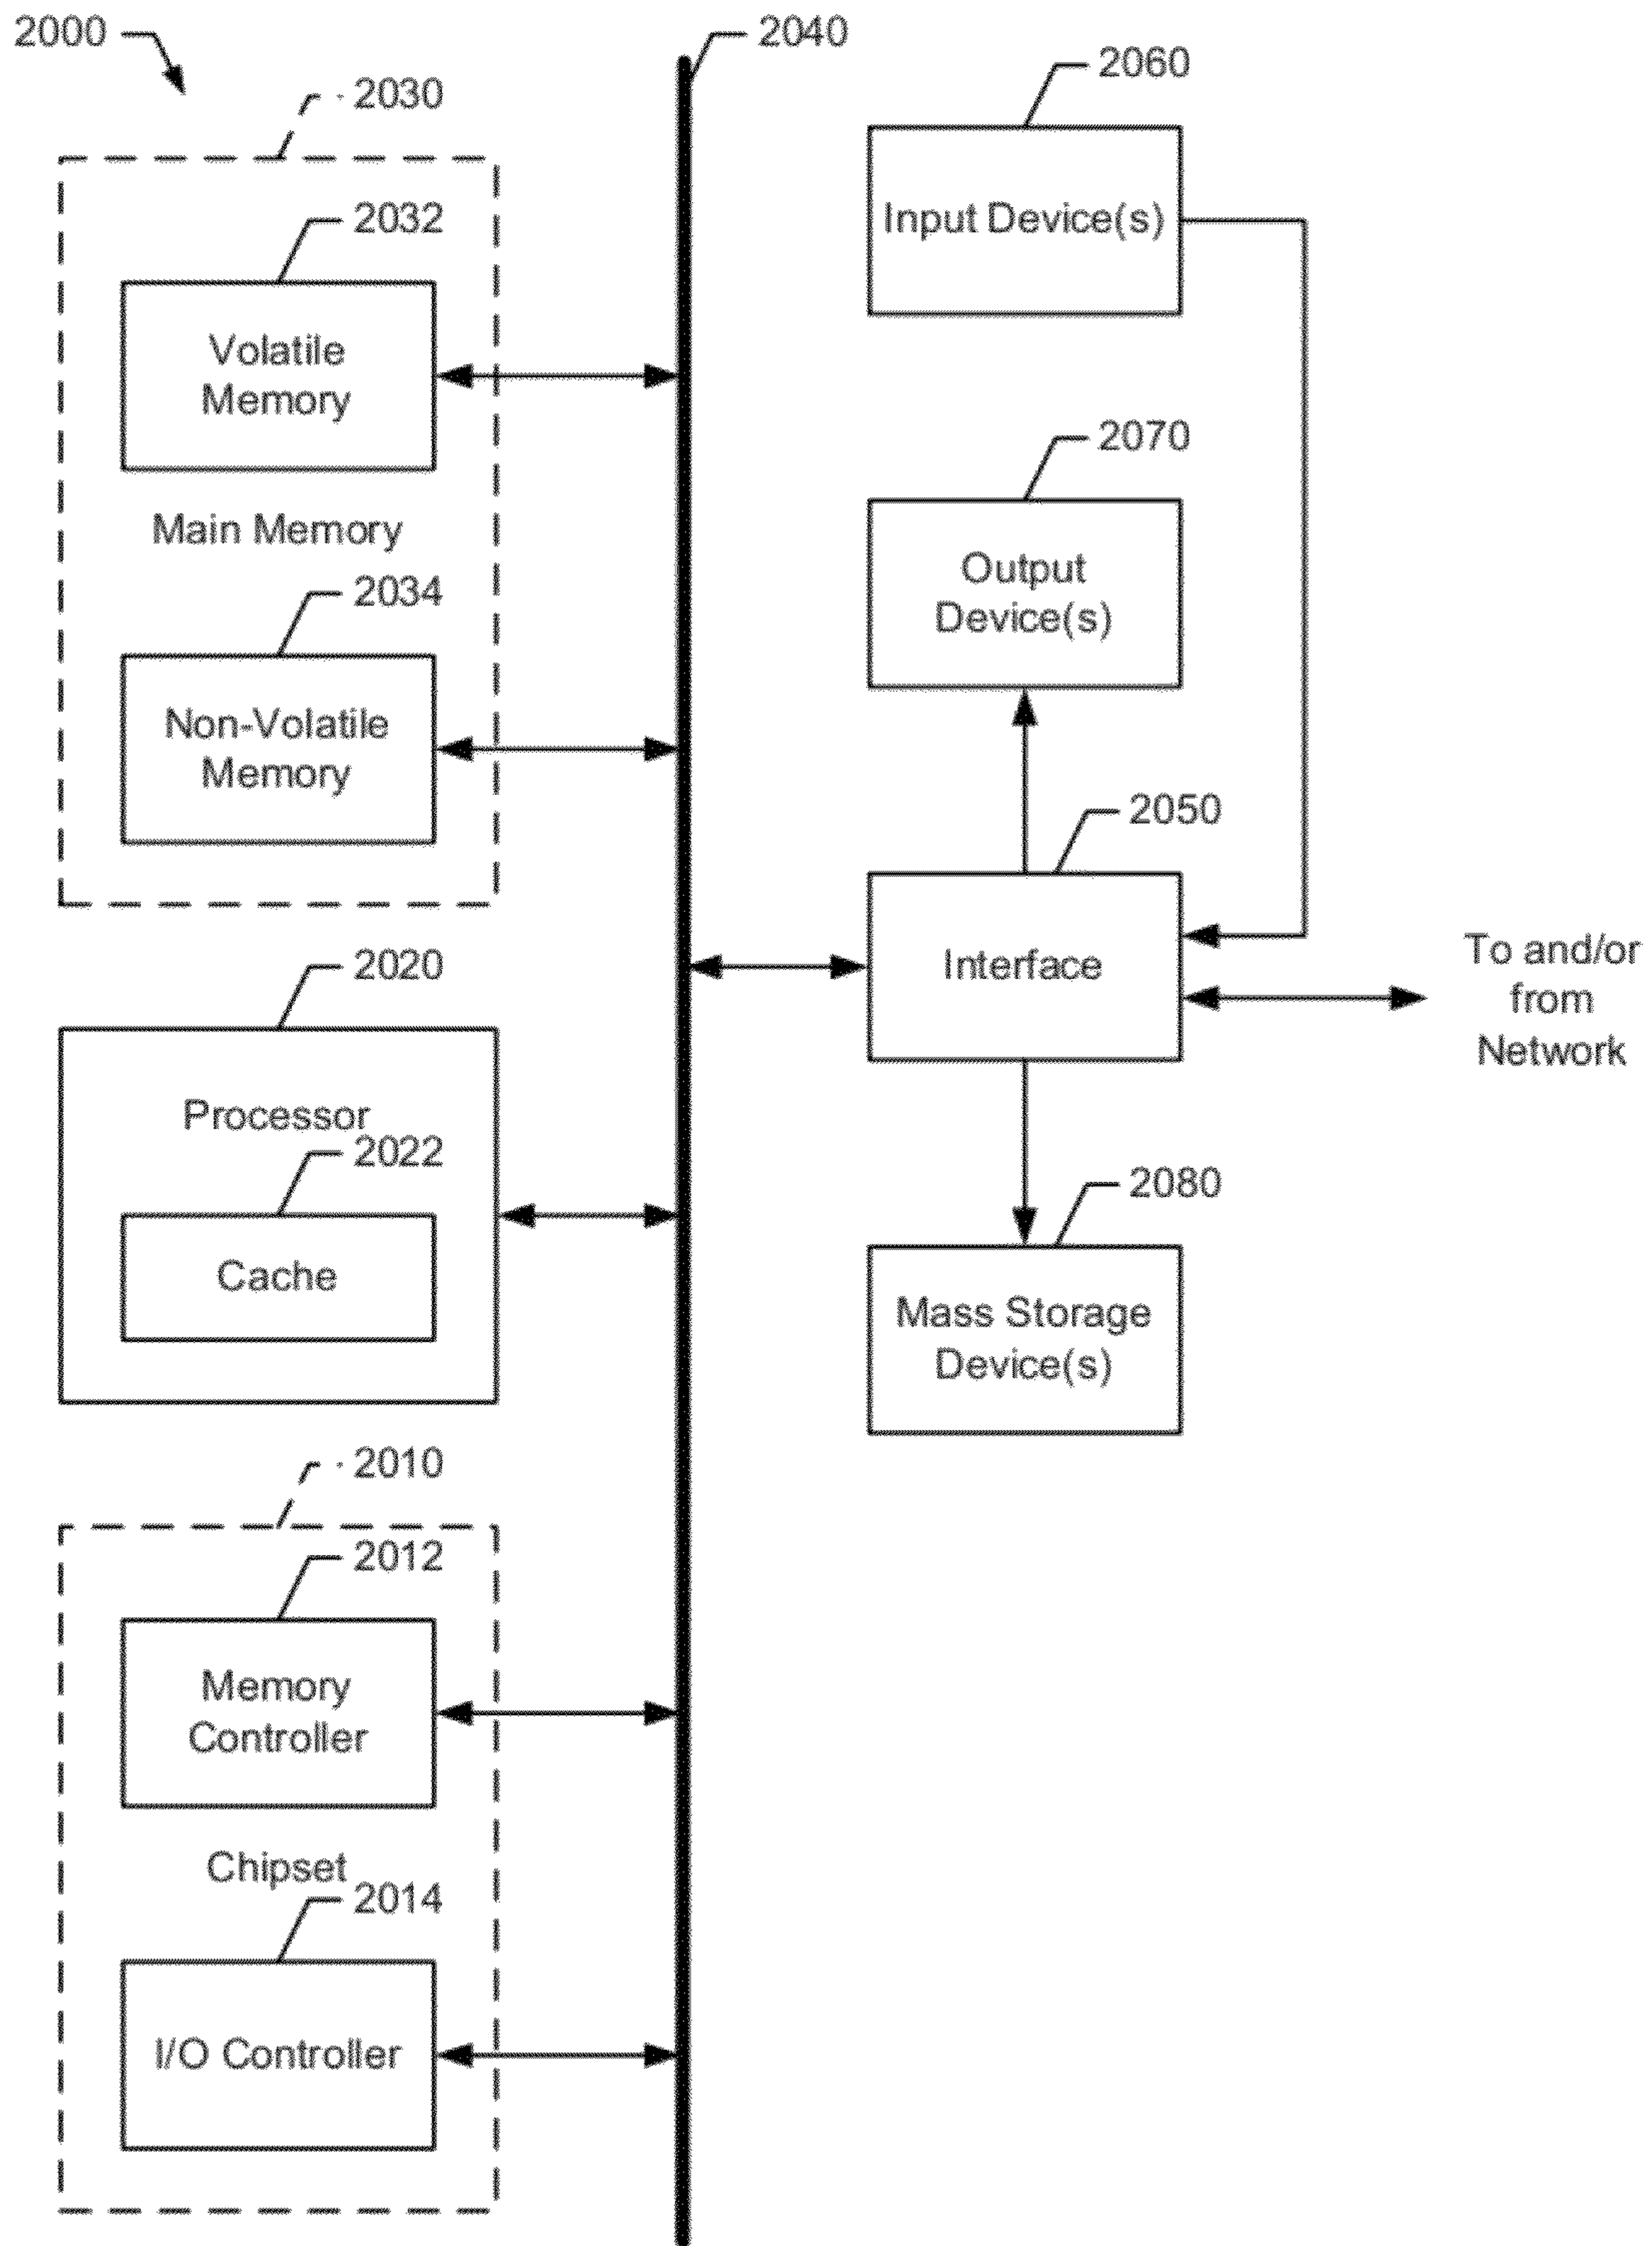 2000
2040
2030
2060
2032
Input Device(s)
Volatile
Memory
2070
Main Memory
Output
Device(s)
2034
Non-Volatile
Memory
2050
2020
Interface
To and/or
from
Network
Processor
2022
2080
Cache
Mass Storage
Device(s)
2010
2012
Memory
Controller
Chipset
2014
I/O Controller